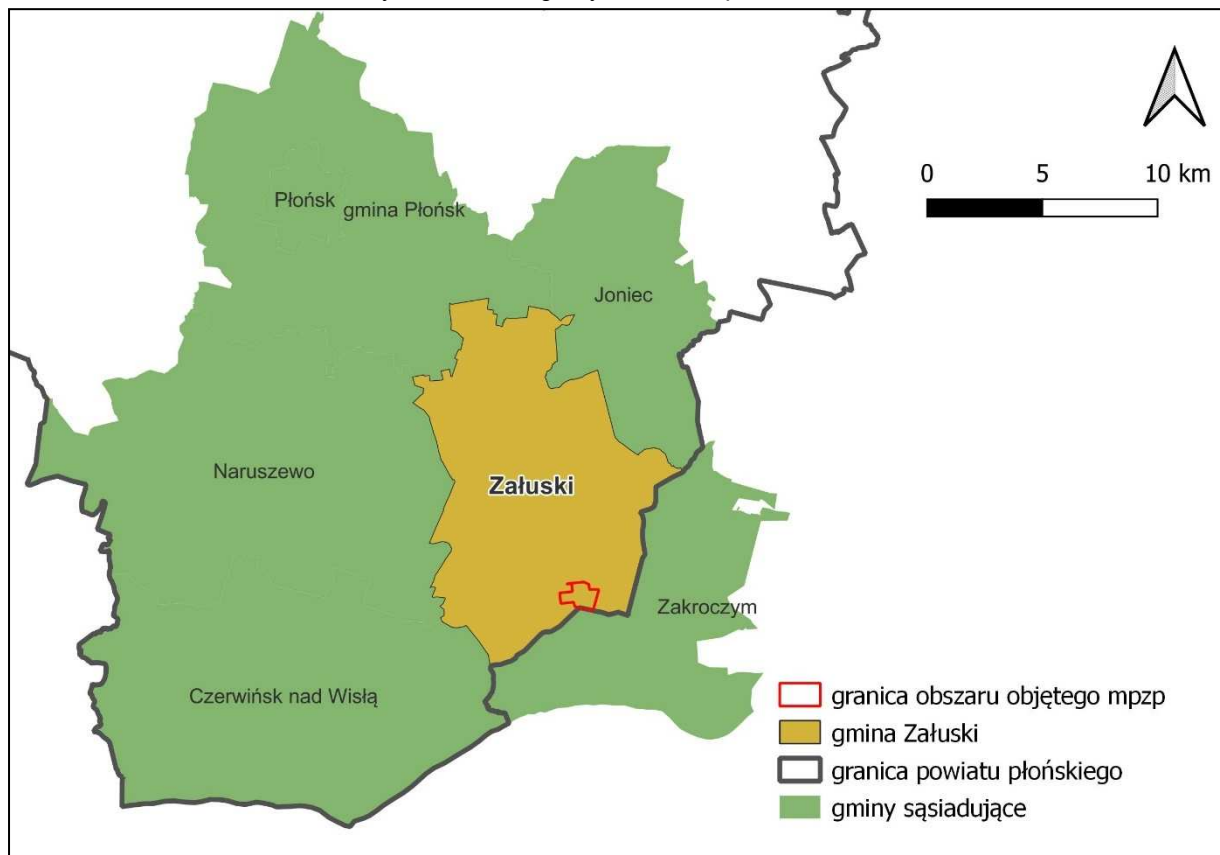 0 5 10 km
Płońsk
gmina Płońsk
Joniec
Naruszewo
Załuski
Zakroczym
Czerwińsk nad Wisłą
granica obszaru objętego mpzp
gmina Załuski
granica powiatu płońskiego
gminy sąsiadujące